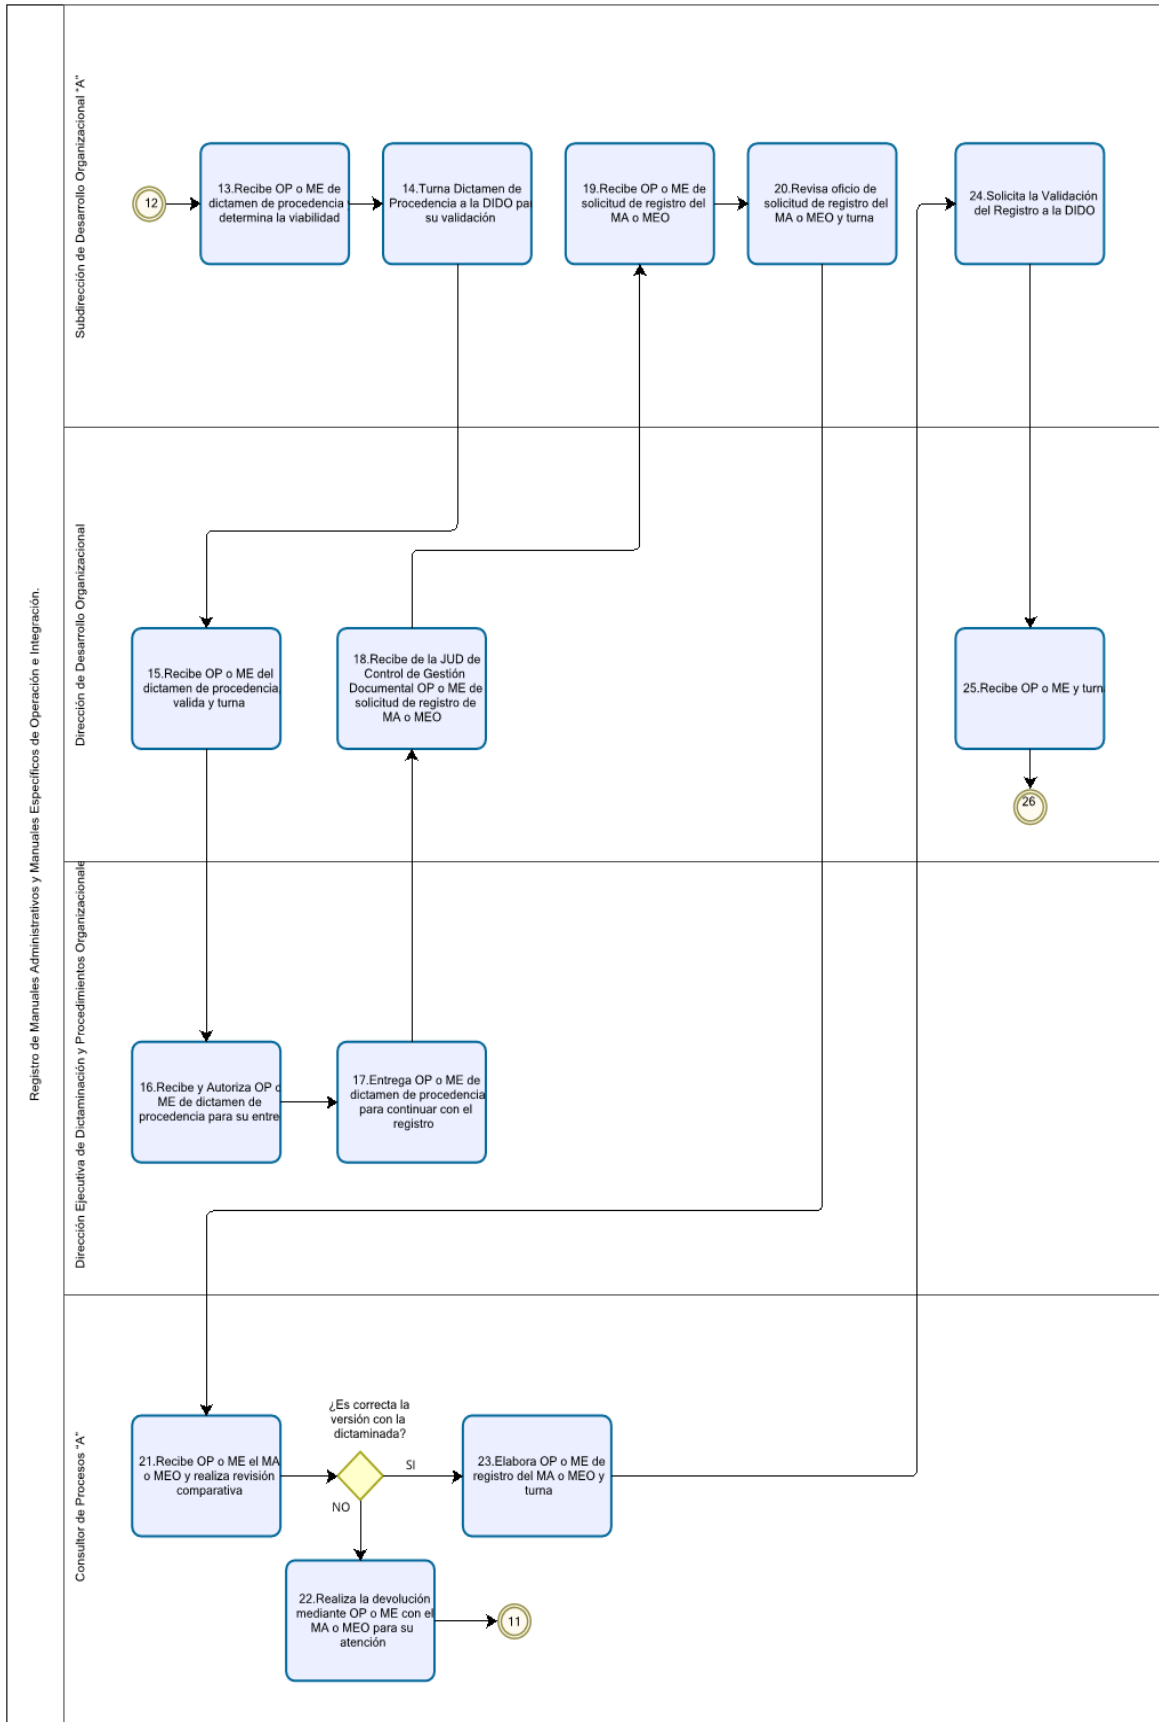 Registro de Manuales Administrativos y Manuales Específicos de Operación e Integración.
Subdirección de Desarrollo Organizacional "A"
12
13.Recibe OP o ME de
dictamen de procedencia
determina la viabilidad
14.Turna Dictamen de
Procedencia a la DIDO pa
su validación
19.Recibe OP o ME de
solicitud de registro del
MA o MEO
20.Revisa oficio de
solicitud de registro del
MA o MEO y turna
24.Solicita la Validación
del Registro a la DIDO
Dirección de Desarrollo Organizacional
15.Recibe OP o ME del
dictamen de procedencia,
valida y turna
18.Recibe de la JUD de
Control de Gestión
Documental OP o ME de
solicitud de registro de
MA o MEO
25.Recibe OP o ME y turn
26
Dirección Ejecutiva de Dictaminación y Procedimientos Organizacionale
16.Recibe y Autoriza OP o
ME de dictamen de
procedencia para su entre
17.Entrega OP o ME de
dictamen de procedencia
para continuar con el
registro
Consultor de Procesos "A"
21.Recibe OP o ME el MA
o MEO y realiza revisión
comparativa
¿Es correcta la
versión con la
dictaminada?
SI
NO
23.Elabora OP o ME de
registro del MA o MEO y
turna
22.Realiza la devolución
mediante OP o ME con el
MA o MEO para su
atención
11